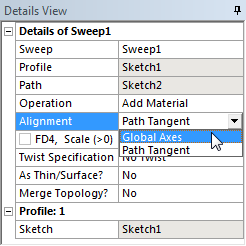 Details View
Details of Sweep1
Sweep Sweep1
Profile Sketch1
Path Sketch2
Operation Add Material
Alignment Path Tangent
FD4, Scale (>0) Global Axes
Twist Specification No Twist
Path Tangent
As Thin/Surface? No
Merge Topology? No
Profile: 1
Sketch Sketch1